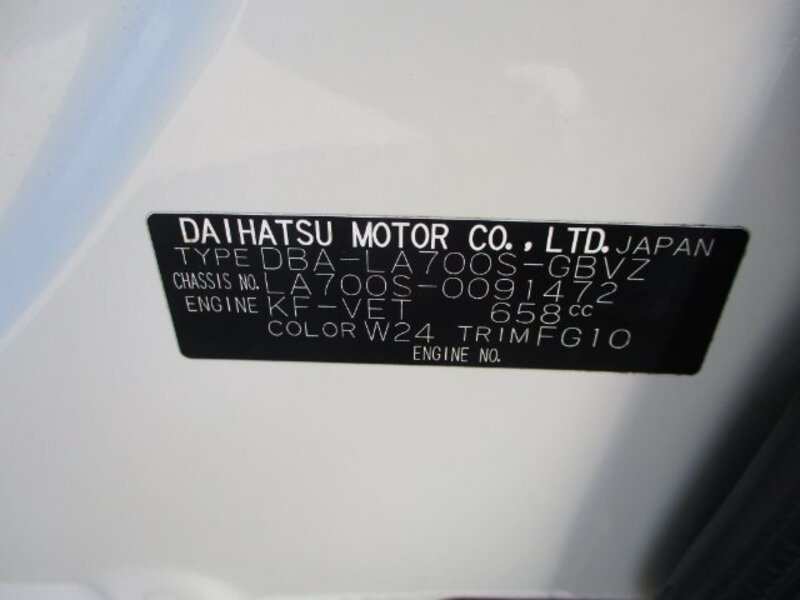 DAIHATSU MOTOR CO., LTD. JAPAN
TYPE DBA-LA700S-GBVZ
CHASSIS NO. LA700S-0091472
ENGINE KF-VET 658cc
COLOR W24 TRIM FG10
ENGINE NO.